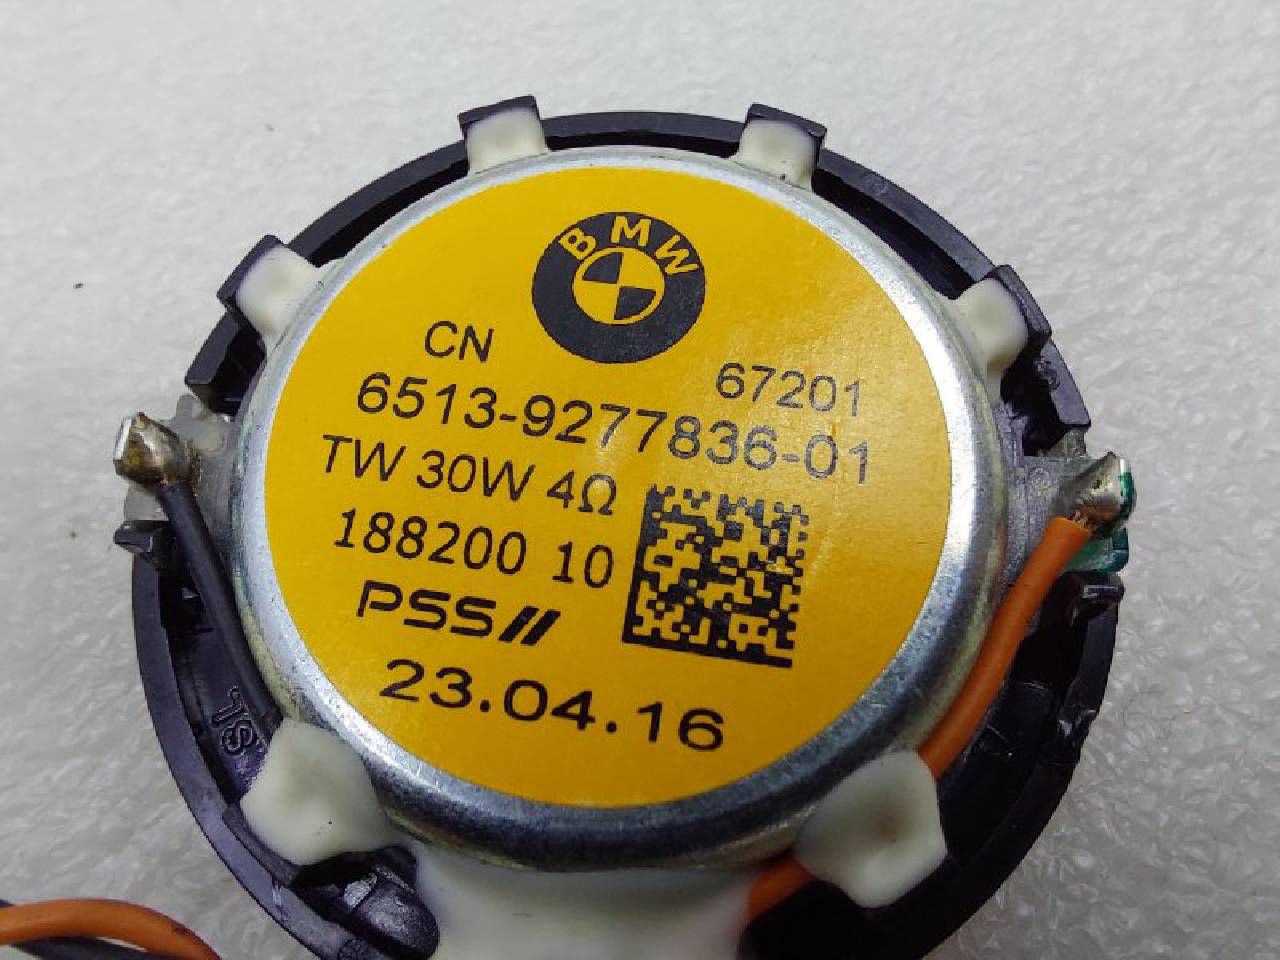 BMW
CN
67201
6513-9277836-01
TW 30W 4Ω
188200 10
PSS//
23.04.16